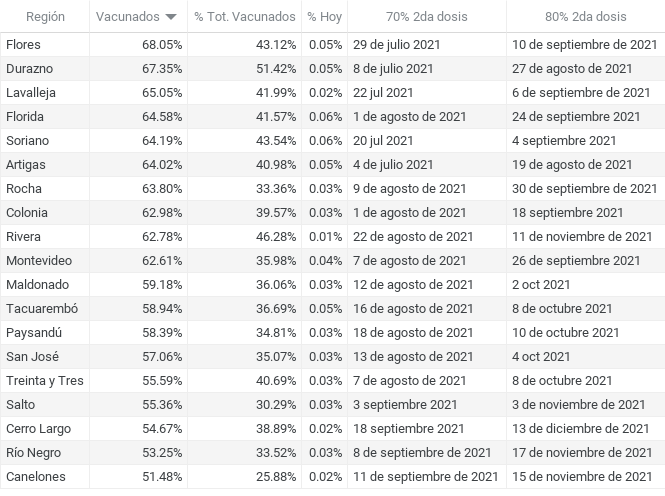 Región Vacunados % Tot. Vacunados % Hoy 70% 2da dosis 80% 2da dosis
Flores 68.05% 43.12% 0.05% 29 de julio 2021 10 de septiembre de 2021
Durazno 67.35% 51.42% 0.05% 8 de julio 2021 27 de agosto de 2021
Lavalleja 65.05% 41.99% 0.02% 22 jul 2021 6 de septiembre de 2021
Florida 64.58% 41.57% 0.06% 1 de agosto de 2021 24 de septiembre de 2021
Soriano 64.19% 43.54% 0.06% 20 jul 2021 4 septiembre 2021
Artigas 64.02% 40.98% 0.05% 4 de julio 2021 19 de agosto de 2021
Rocha 63.80% 33.36% 0.03% 9 de agosto de 2021 30 de septiembre de 2021
Colonia 62.98% 39.57% 0.03% 1 de agosto de 2021 18 septiembre 2021
Rivera 62.78% 46.28% 0.01% 22 de agosto de 2021 11 de noviembre de 2021
Montevideo 62.61% 35.98% 0.04% 7 de agosto de 2021 26 de septiembre 2021
Maldonado 59.18% 36.06% 0.03% 12 de agosto de 2021 2 oct 2021
Tacuarembó 58.94% 36.69% 0.05% 16 de agosto de 2021 8 de octubre 2021
Paysandú 58.39% 34.81% 0.03% 18 de agosto de 2021 10 de octubre 2021
San José 57.06% 35.07% 0.03% 13 de agosto de 2021 4 oct 2021
Treinta y Tres 55.59% 40.69% 0.03% 7 de agosto de 2021 8 de octubre 2021
Salto 55.36% 30.29% 0.03% 3 septiembre 2021 3 de noviembre de 2021
Cerro Largo 54.67% 38.89% 0.02% 18 septiembre 2021 13 de diciembre de 2021
Río Negro 53.25% 33.52% 0.03% 8 de septiembre de 2021 17 de noviembre de 2021
Canelones 51.48% 25.88% 0.02% 11 de septiembre de 2021 15 de noviembre de 2021